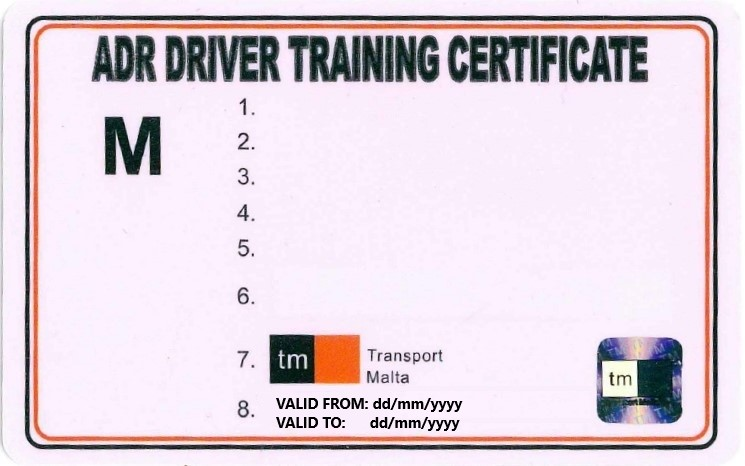 ADR DRIVER TRAINING CERTIFICATE
M
1.
2.
3.
4.
5.
6.
7. tm Transport
Malta
8. VALID FROM: dd/mm/yyyy
VALID TO: dd/mm/yyyy
tm